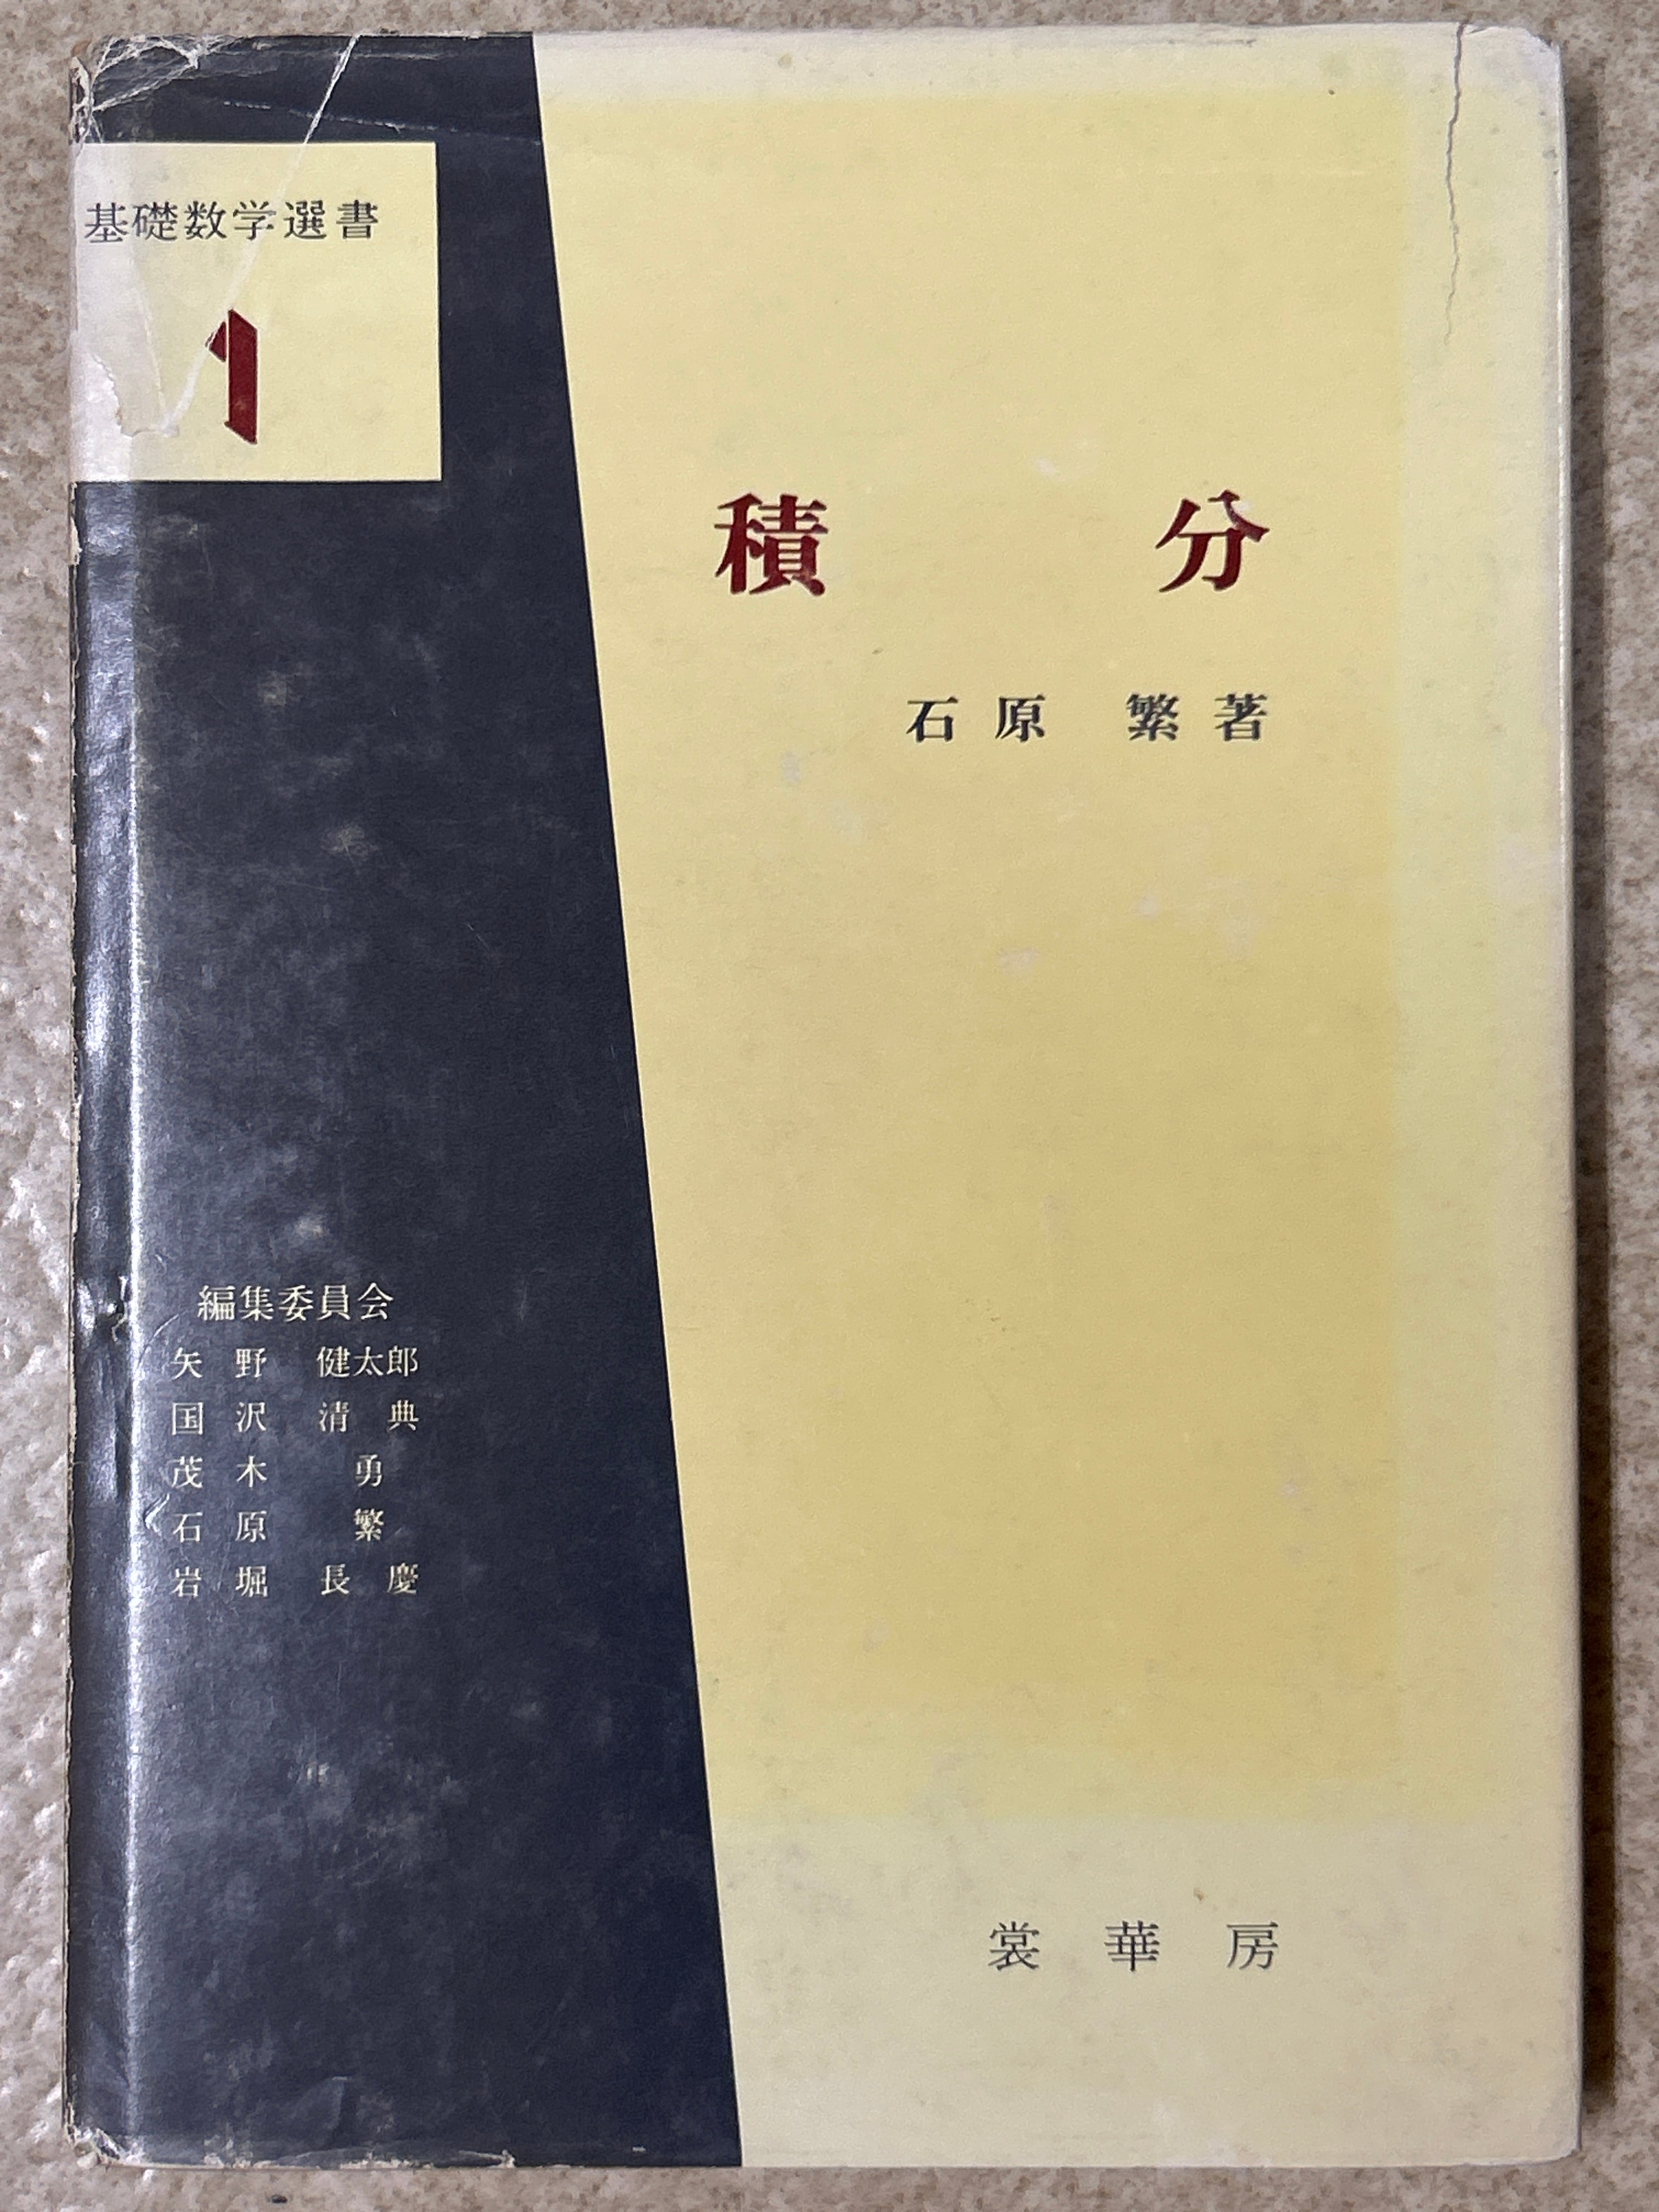 基礎数学選書
1
積分
石原 繁著
編集委員会
矢野 健太郎
国沢 清典
茂木 勇
石原 繁
岩堀 長慶
裳華房